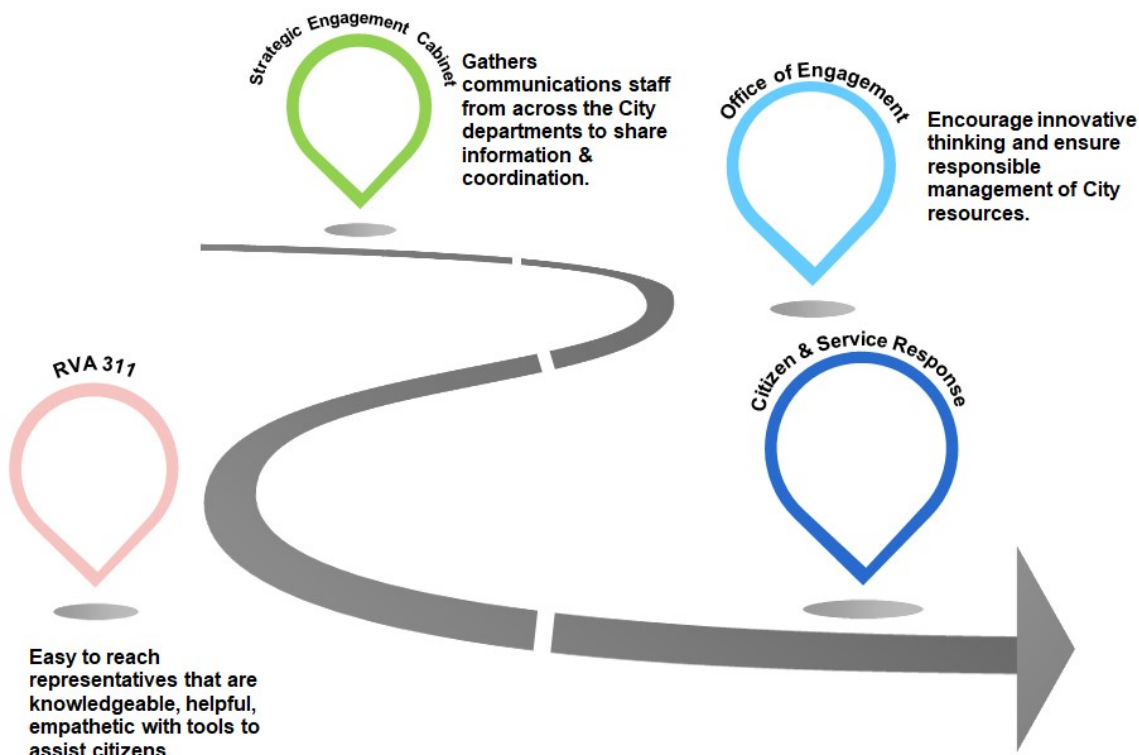 Strategic Engagement Cabinet
Gathers
communications staff
from across the City
departments to share
information &
coordination.
Office of Engagement
Encourage innovative
thinking and ensure
responsible
management of City
resources.
RVA 311
Easy to reach
representatives that are
knowledgeable, helpful,
empathetic with tools to
assist citizens
Citizen & Service Response